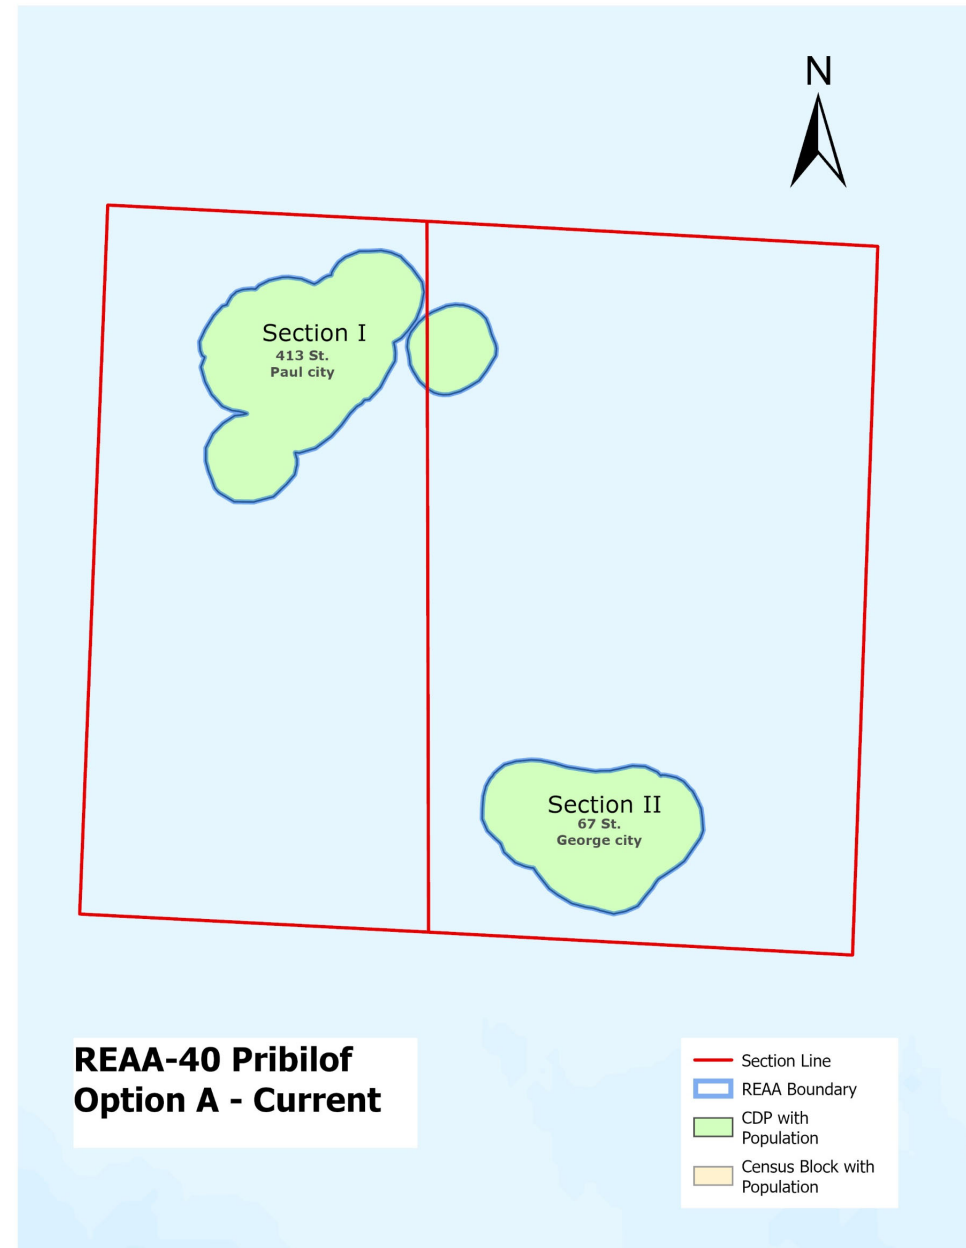 N
Section I
413 St.
Paul city
Section II
67 St.
George city
REAA-40 Pribilof
Option A - Current
Section Line
REAA Boundary
CDP with
Population
Census Block with
Population